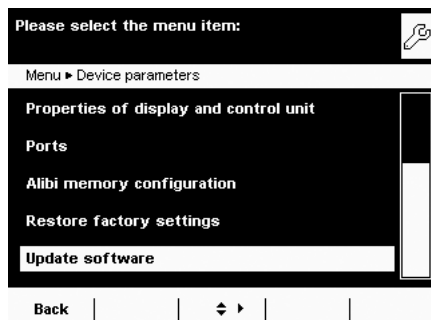 Please select the menu item:
Menu ▸ Device parameters
Properties of display and control unit
Ports
Alibi memory configuration
Restore factory settings
Update software
Back